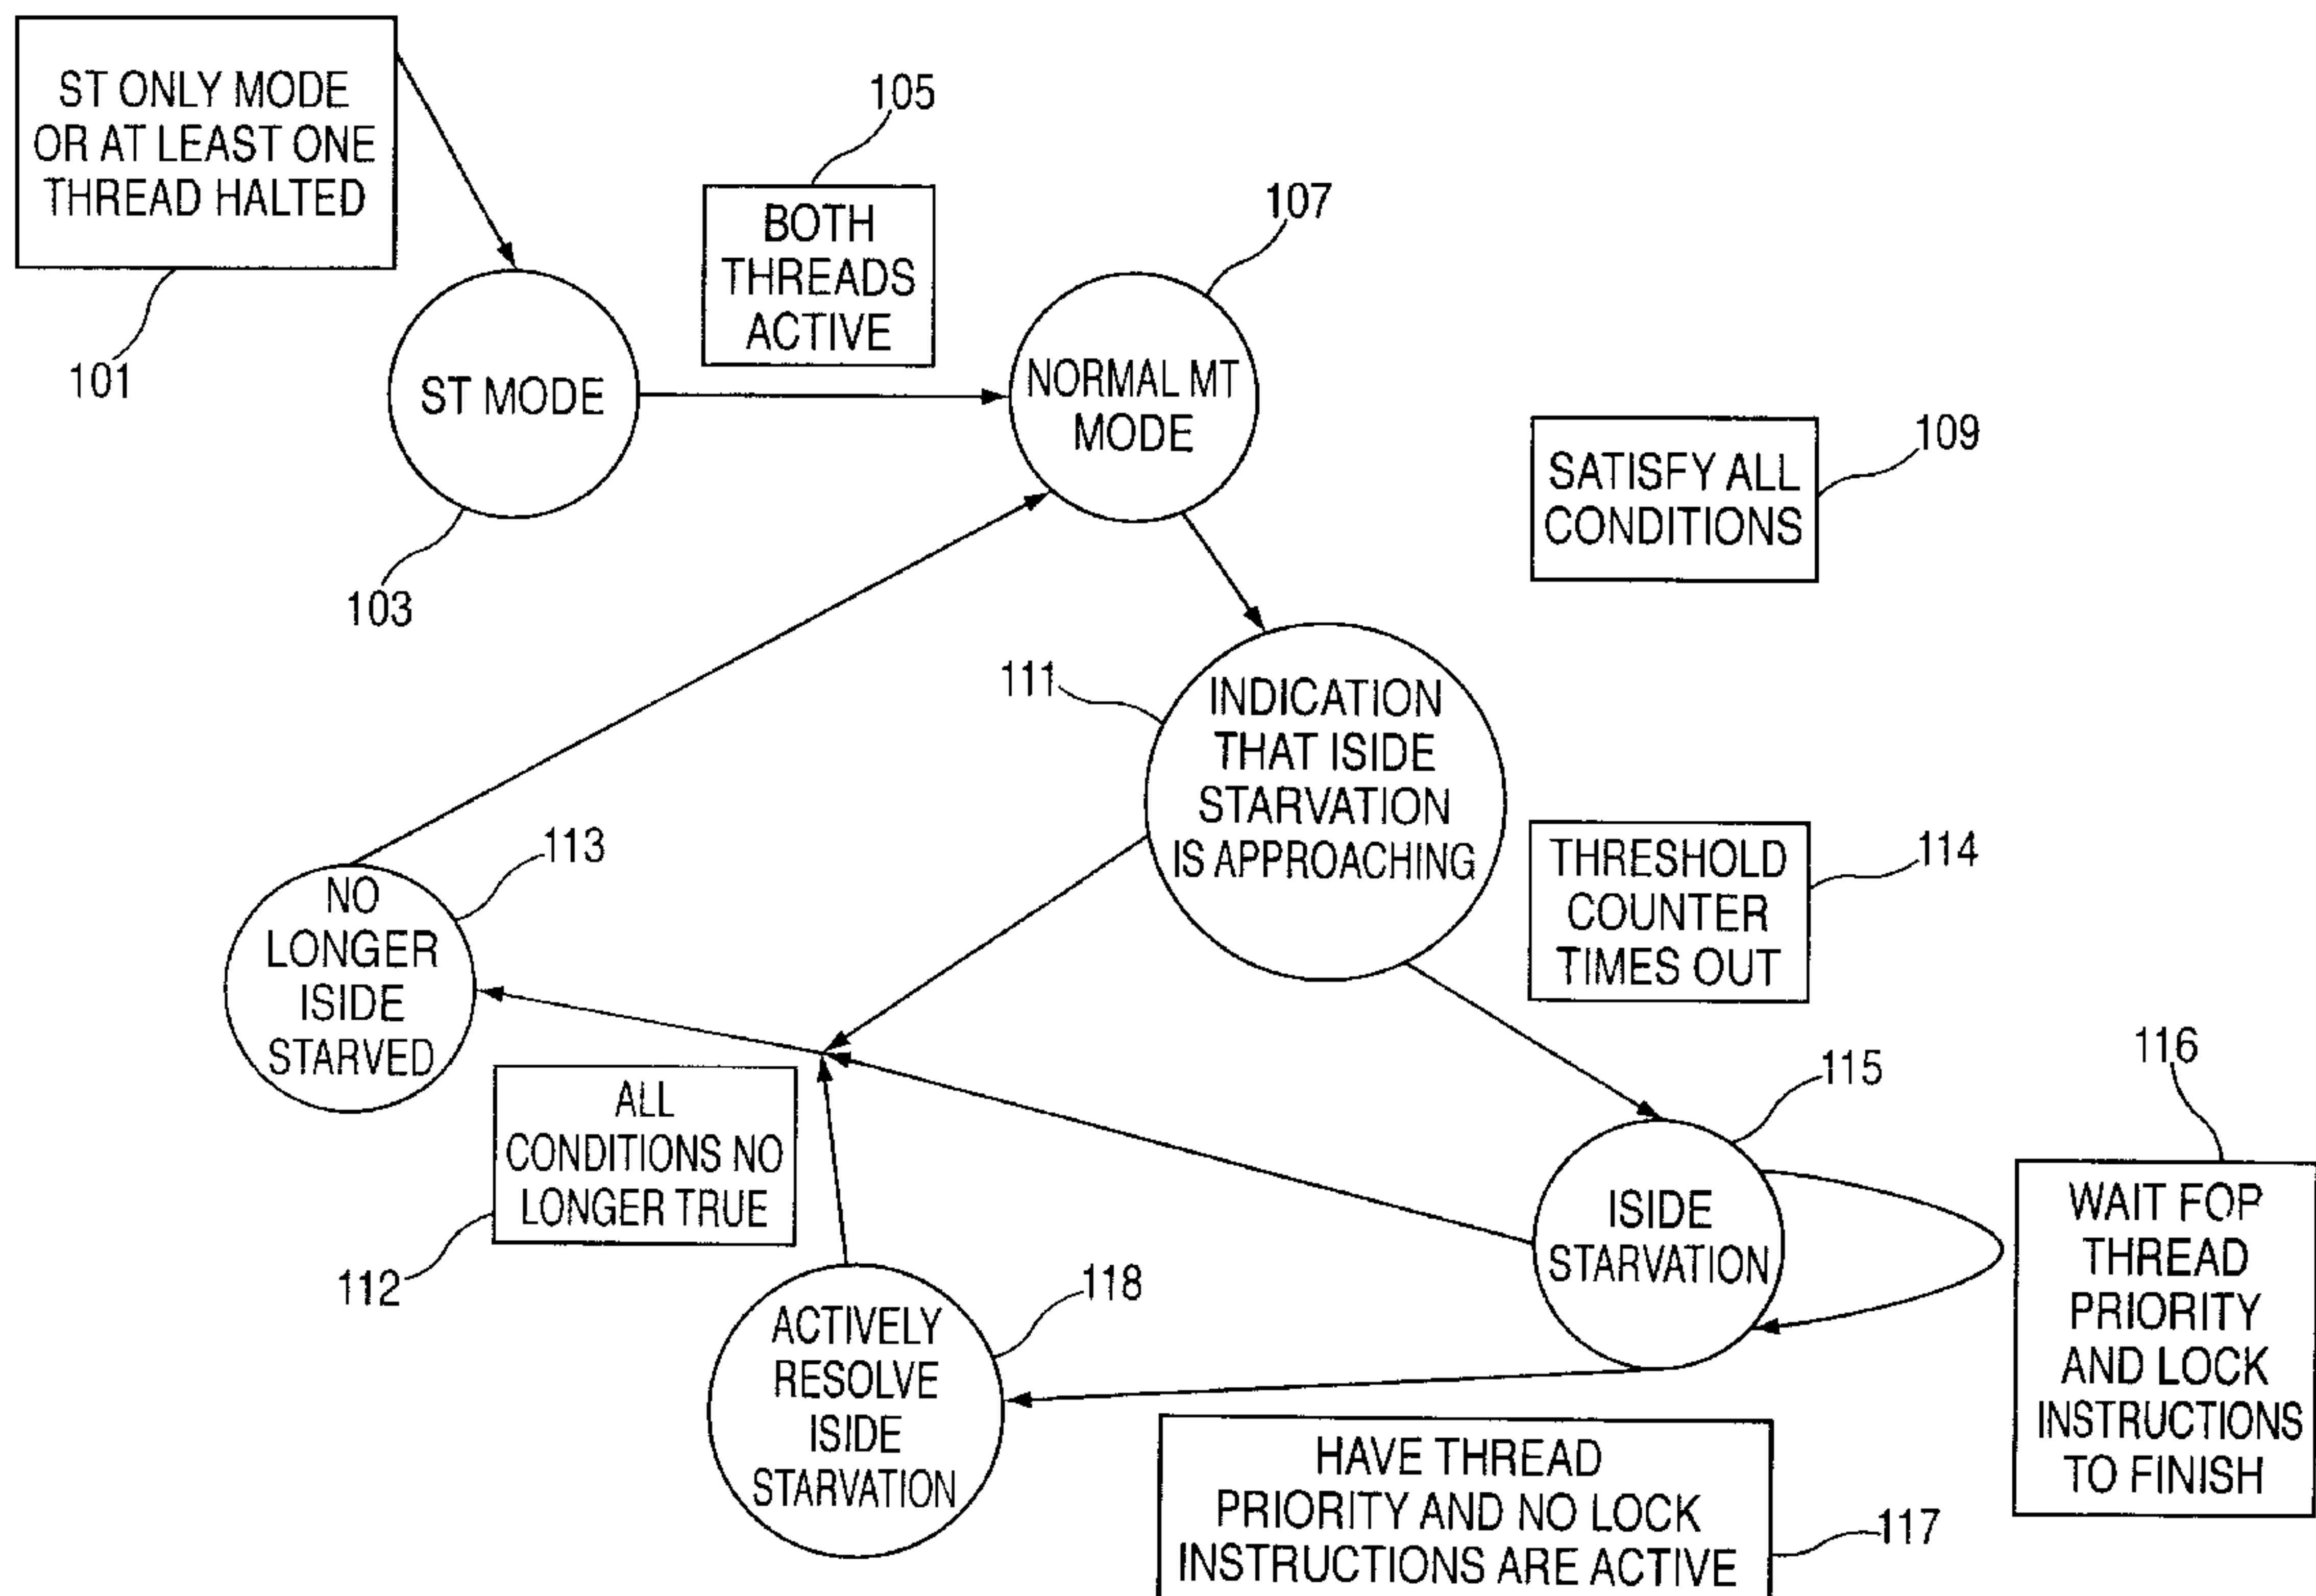 ST ONLY MODE
OR AT LEAST ONE
THREAD HALTED
101
ST MODE
103
105
BOTH
THREADS
ACTIVE
107
NORMAL MT
MODE
109
SATISFY ALL
CONDITIONS
111
INDICATION
THAT ISIDE
STARVATION
IS APPROACHING
113
NO
LONGER
ISIDE
STARVED
114
THRESHOLD
COUNTER
TIMES OUT
112
ALL
CONDITIONS NO
LONGER TRUE
115
ISIDE
STARVATION
116
WAIT FOP
THREAD
PRIORITY
AND LOCK
INSTRUCTIONS
TO FINISH
118
ACTIVELY
RESOLVE
ISIDE
STARVATION
HAVE THREAD
PRIORITY AND NO LOCK
INSTRUCTIONS ARE ACTIVE
117